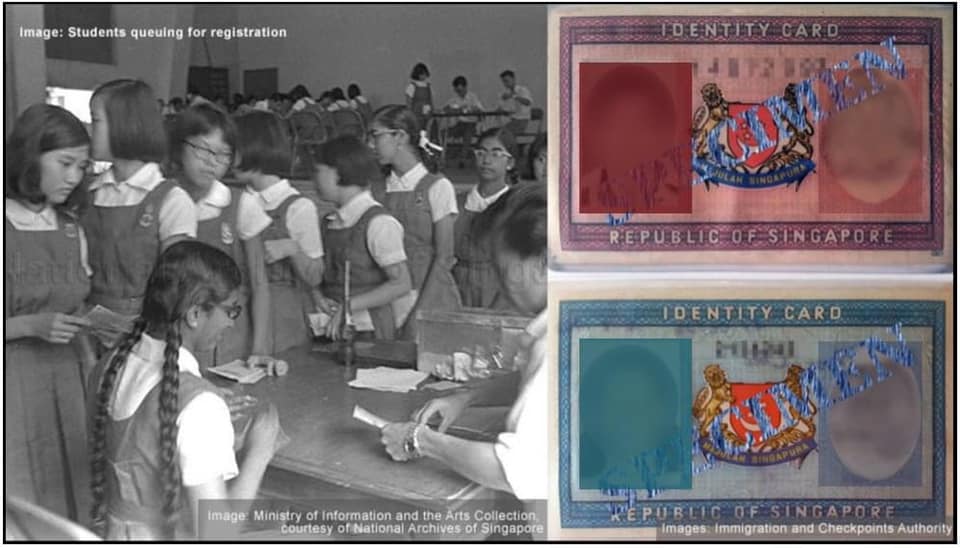 Image: Students queuing for registration
Image: Ministry of Information and the Arts Collection,
courtesy of National Archives of Singapore
IDENTITY CARD
SPECIMEN
MAJULAH SINGAPURA
REPUBLIC OF SINGAPORE
IDENTITY CARD
SPECIMEN
MAJULAH SINGAPURA
REPUBLIC OF SINGAPORE
Images: Immigration and Checkpoints Authority